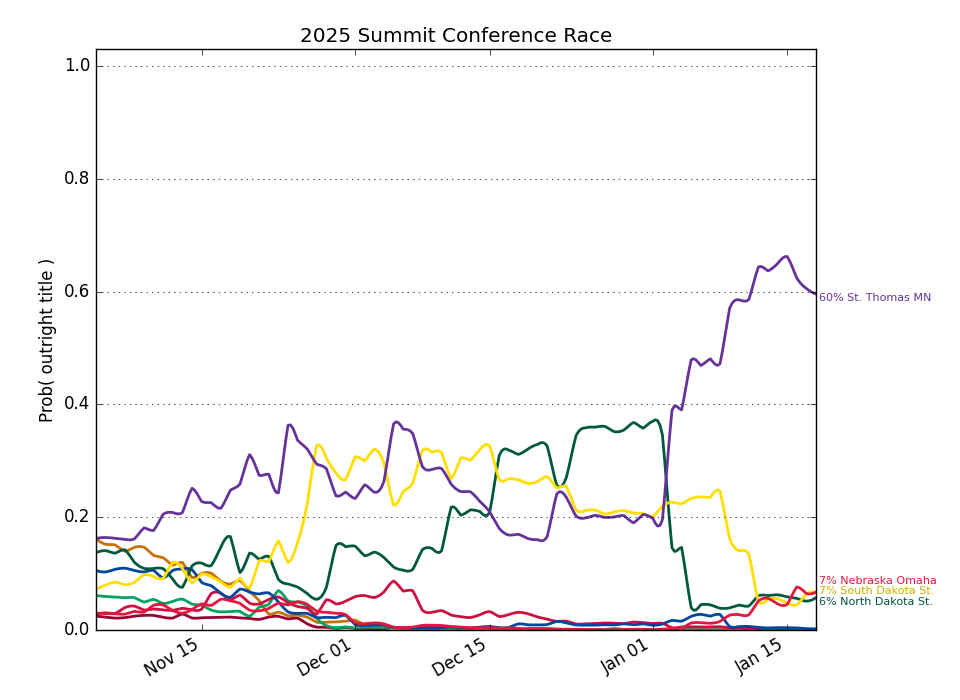 2025 Summit Conference Race
Prob( outright title )
1.0
0.8
0.6
0.4
0.2
0.0
60% St. Thomas MN
7% Nebraska Omaha
7% South Dakota St.
6% North Dakota St.
Nov 15
Dec 01
Dec 15
Jan 01
Jan 15